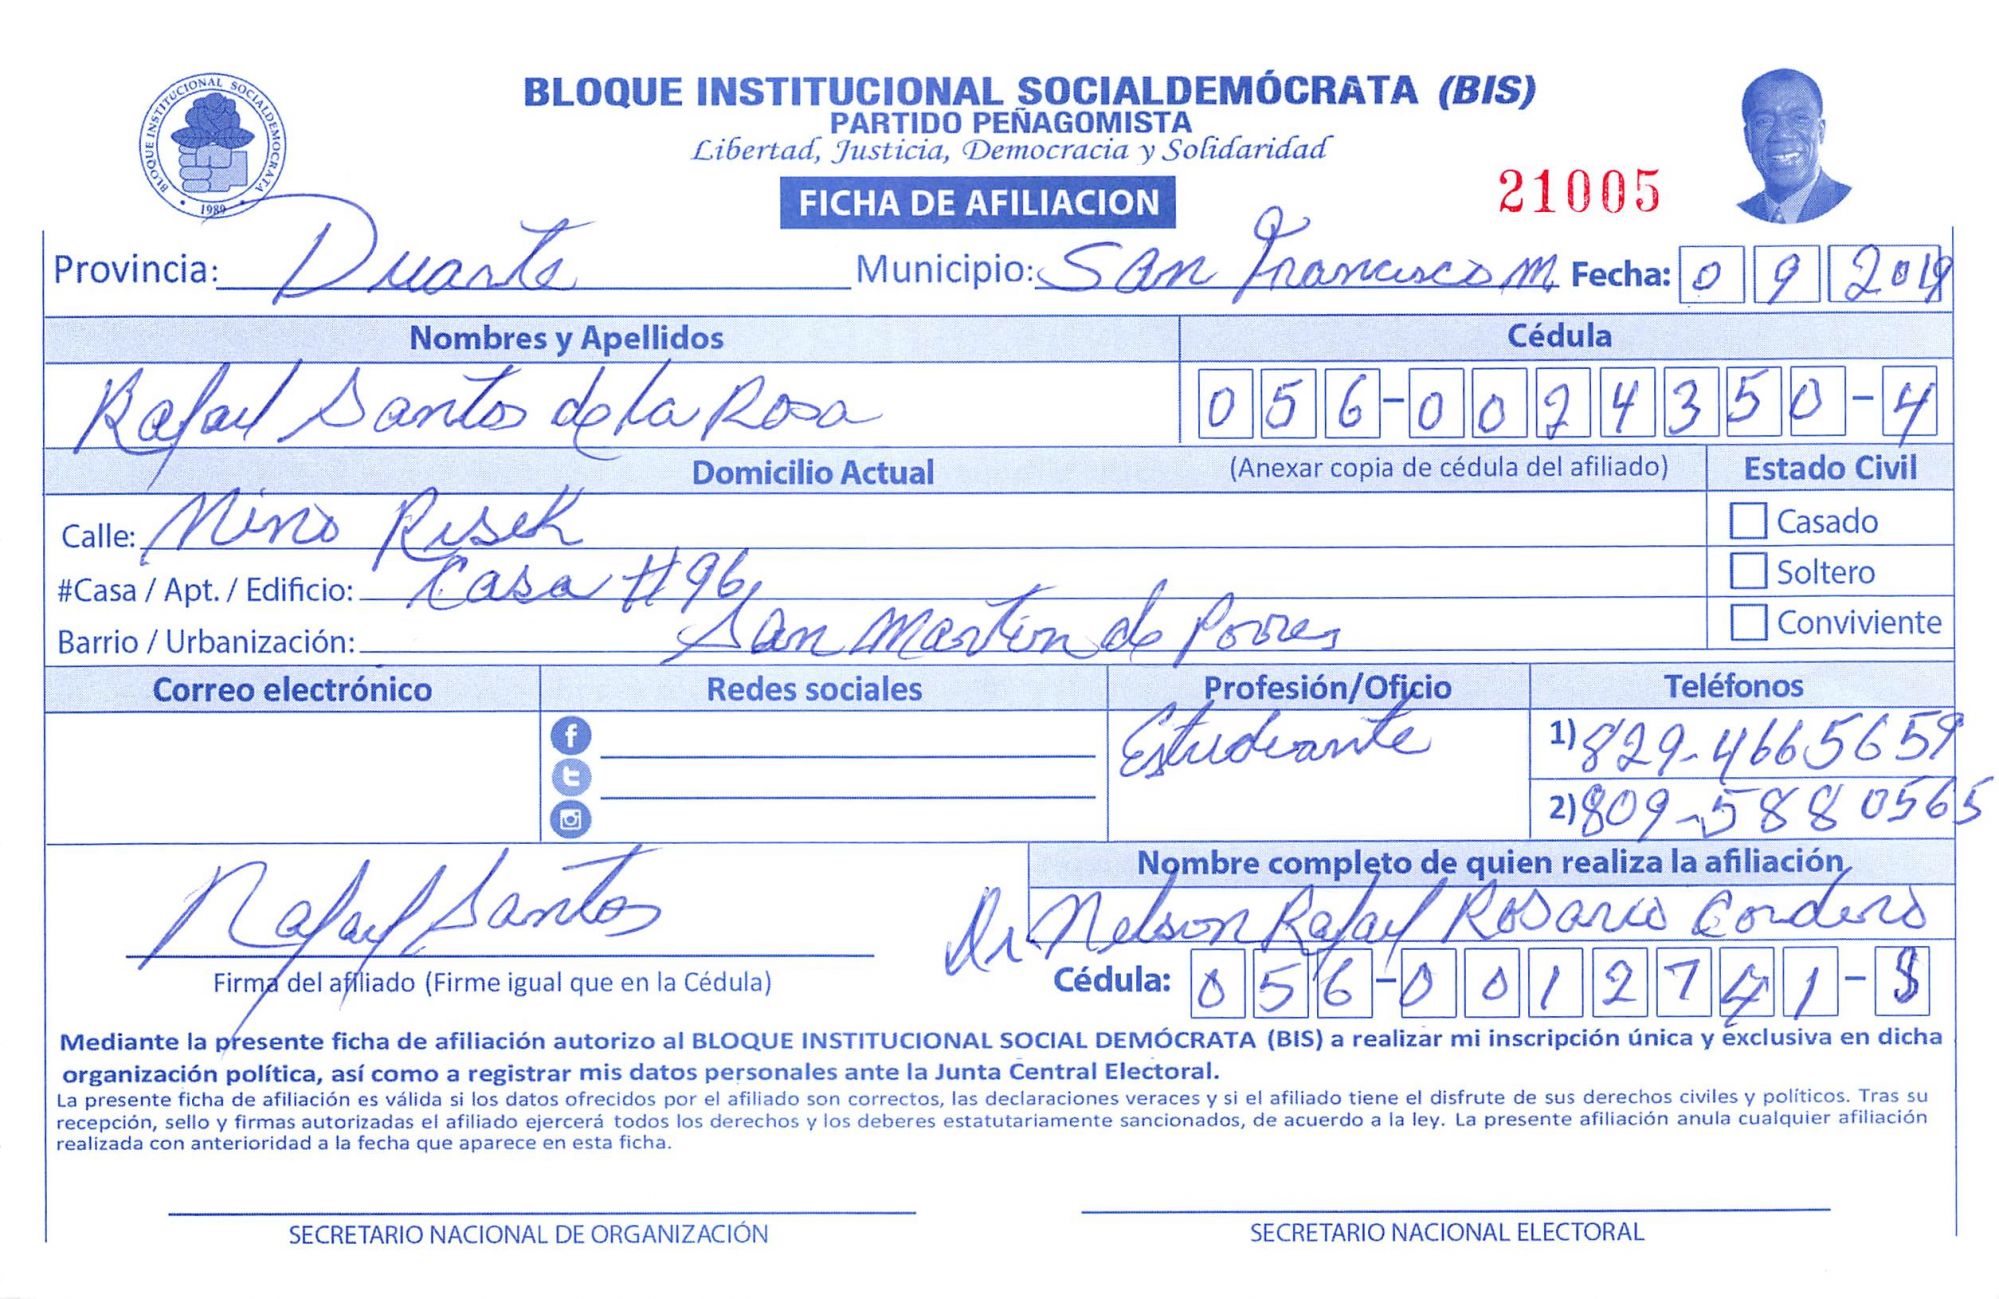 BLOQUE INSTITUCIONAL SOCIALDEMOCRATA
1989
BLOQUE INSTITUCIONAL SOCIALDEMÓCRATA (BIS)
PARTIDO PEÑAGOMISTA
Libertad, Justicia, Democracia y Solidaridad
FICHA DE AFILIACION
21005
Provincia: Duarte Municipio: San Francisco M. Fecha: 0 9 2019
Nombres y Apellidos Cédula
Rafael Santos de la Rosa 056-0024350-4
Domicilio Actual (Anexar copia de cédula del afiliado) Estado Civil
Calle: Nino Risek Casado
#Casa / Apt. / Edificio: Casa #96 Soltero
Barrio / Urbanización: San Martin de Porres Conviviente
Correo electrónico Redes sociales Profesión/Oficio Teléfonos
Estudiante 1) 829-4665659
2) 809-5880565
Nombre completo de quien realiza la afiliación
Rafael Santos Dr. Nelson Rafael Rosario Cordero
Firma del afiliado (Firme igual que en la Cédula) Cédula: 056-0012741-8
Mediante la presente ficha de afiliación autorizo al BLOQUE INSTITUCIONAL SOCIAL DEMÓCRATA (BIS) a realizar mi inscripción única y exclusiva en dicha
organización política, así como a registrar mis datos personales ante la Junta Central Electoral.
La presente ficha de afiliación es válida si los datos ofrecidos por el afiliado son correctos, las declaraciones veraces y si el afiliado tiene el disfrute de sus derechos civiles y políticos. Tras su
recepción, sello y firmas autorizadas el afiliado ejercerá todos los derechos y los deberes estatutariamente sancionados, de acuerdo a la ley. La presente afiliación anula cualquier afiliación
realizada con anterioridad a la fecha que aparece en esta ficha.
SECRETARIO NACIONAL DE ORGANIZACIÓN SECRETARIO NACIONAL ELECTORAL